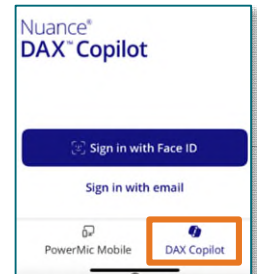 Nuance®
DAX™ Copilot
Sign in with Face ID
Sign in with email
PowerMic Mobile DAX Copilot